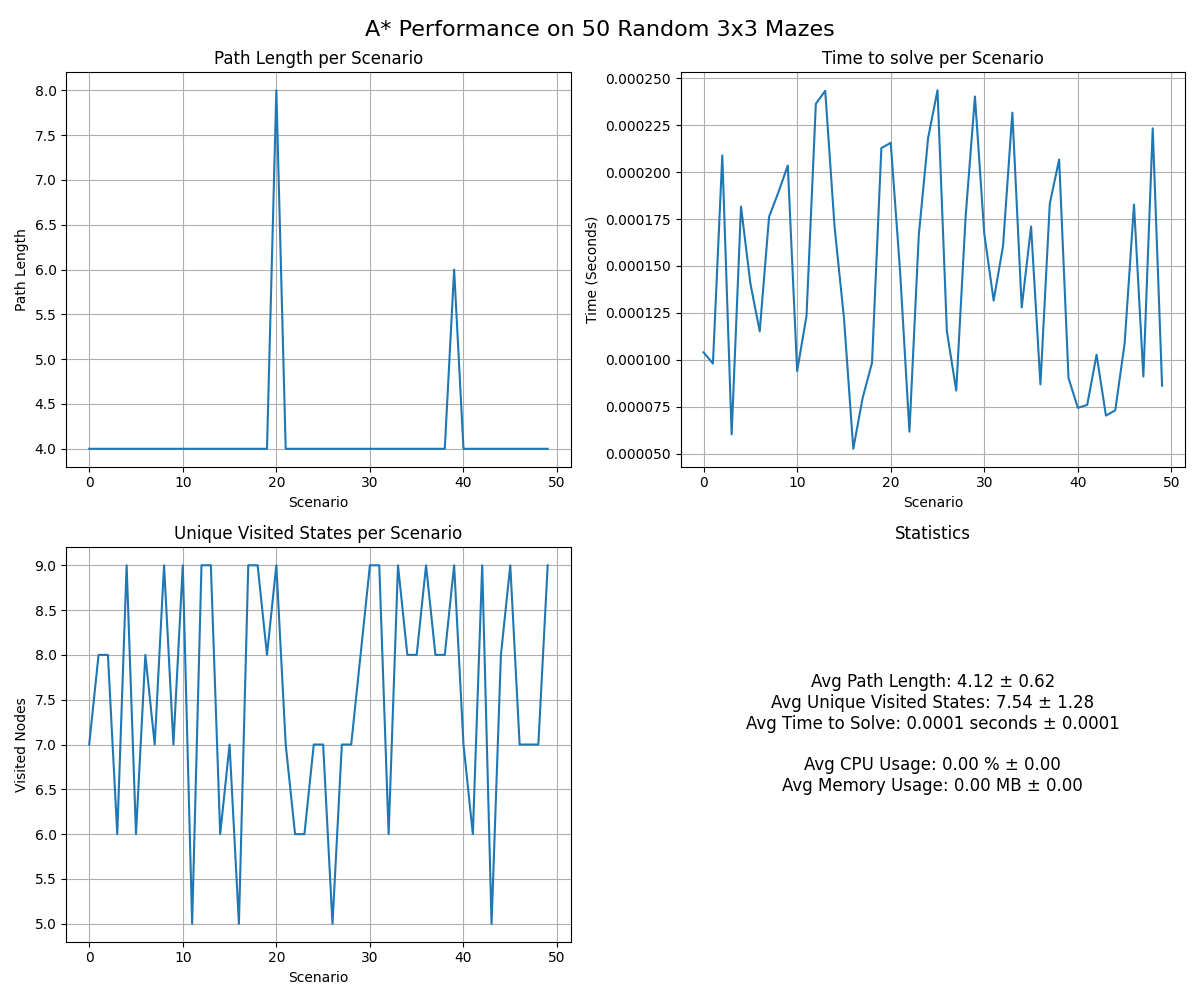 A* Performance on 50 Random 3x3 Mazes
Path Length per Scenario
8.0
7.5
7.0
6.5
6.0
5.5
5.0
4.5
4.0
Path Length
0 10 20 30 40 50
Scenario
Time to solve per Scenario
0.000250
0.000225
0.000200
0.000175
0.000150
0.000125
0.000100
0.000075
0.000050
Time (Seconds)
0 10 20 30 40 50
Scenario
Unique Visited States per Scenario
9.0
8.5
8.0
7.5
7.0
6.5
6.0
5.5
5.0
Visited Nodes
0 10 20 30 40 50
Scenario
Statistics
Avg Path Length: 4.12 ± 0.62
Avg Unique Visited States: 7.54 ± 1.28
Avg Time to Solve: 0.0001 seconds ± 0.0001
Avg CPU Usage: 0.00 % ± 0.00
Avg Memory Usage: 0.00 MB ± 0.00